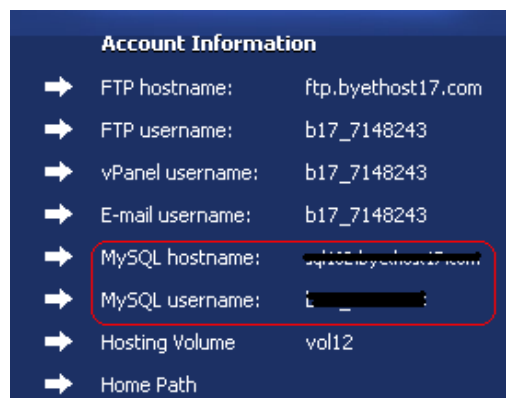 Account Information
FTP hostname: ftp.byethost17.com
FTP username: b17_7148243
vPanel username: b17_7148243
E-mail username: b17_7148243
MySQL hostname:
MySQL username:
Hosting Volume vol12
Home Path